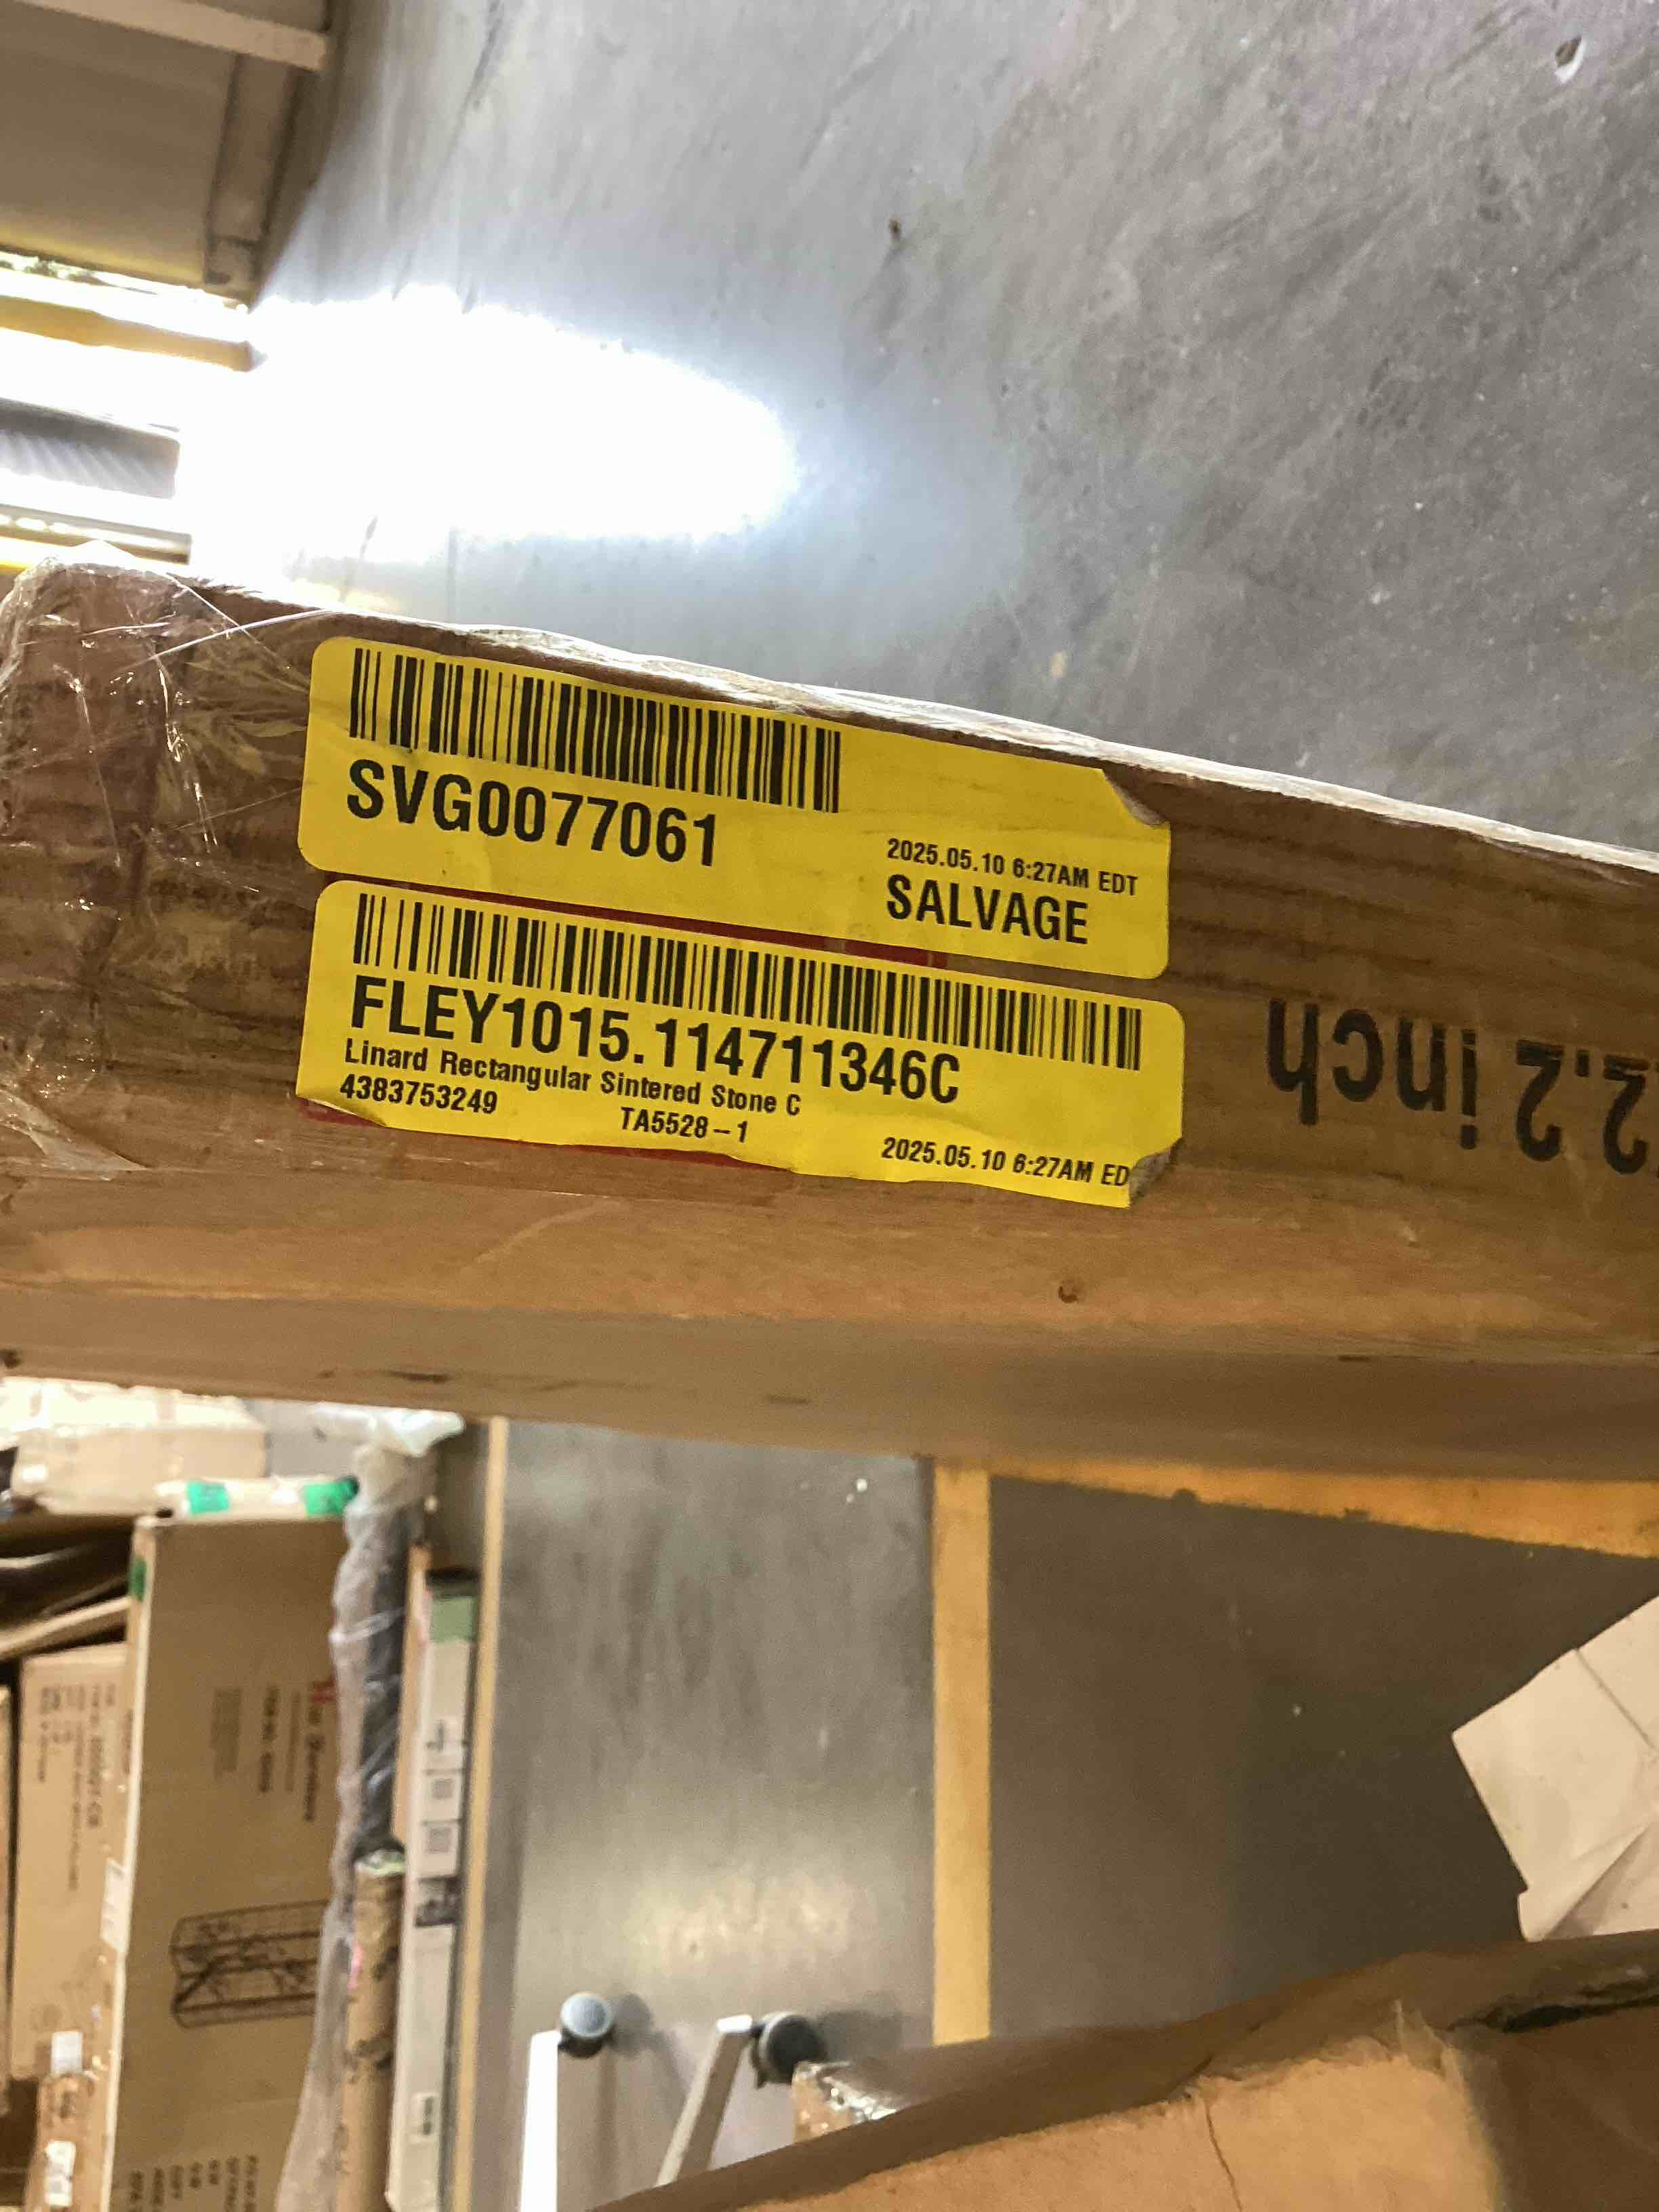 SVG0077061
2025.05.10 6:27AM EDT
SALVAGE
FLEY1015.114711346C
Linard Rectangular Sintered Stone C
4383753249
TA5528-1
2025.05.10 6:27AM ED
2.2 inch